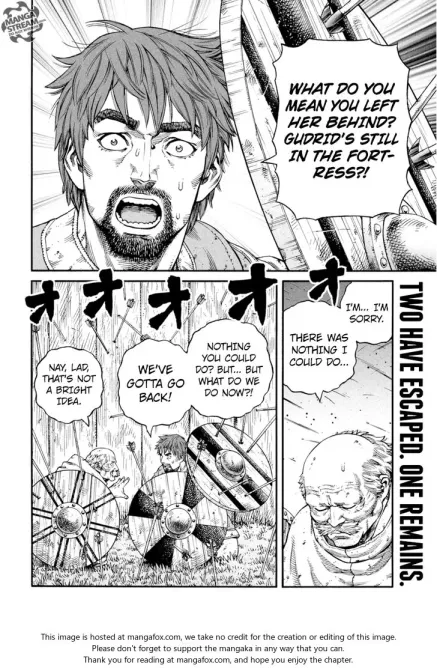 MANGA
STREAM
WHAT DO YOU
MEAN YOU LEFT
HER BEHIND?
GUDRID'S STILL
IN THE FORT-
RESS?!
TWO HAVE ESCAPED. ONE REMAINS.
I'M... I'M
SORRY.
THERE WAS
NOTHING I
COULD DO...
オ オ オ オ オ
NOTHING
YOU COULD
DO? BUT... BUT
WHAT DO WE
DO NOW?!
WE'VE
GOTTA GO
BACK!
NAY, LAD,
THAT'S NOT
A BRIGHT
IDEA.
This image is hosted at mangafox.com, we take no credit for the creation or editing of this image.
Please don't forget to support the mangaka in any way that you can.
Thank you for reading at mangafox.com, and hope you enjoy the chapter.